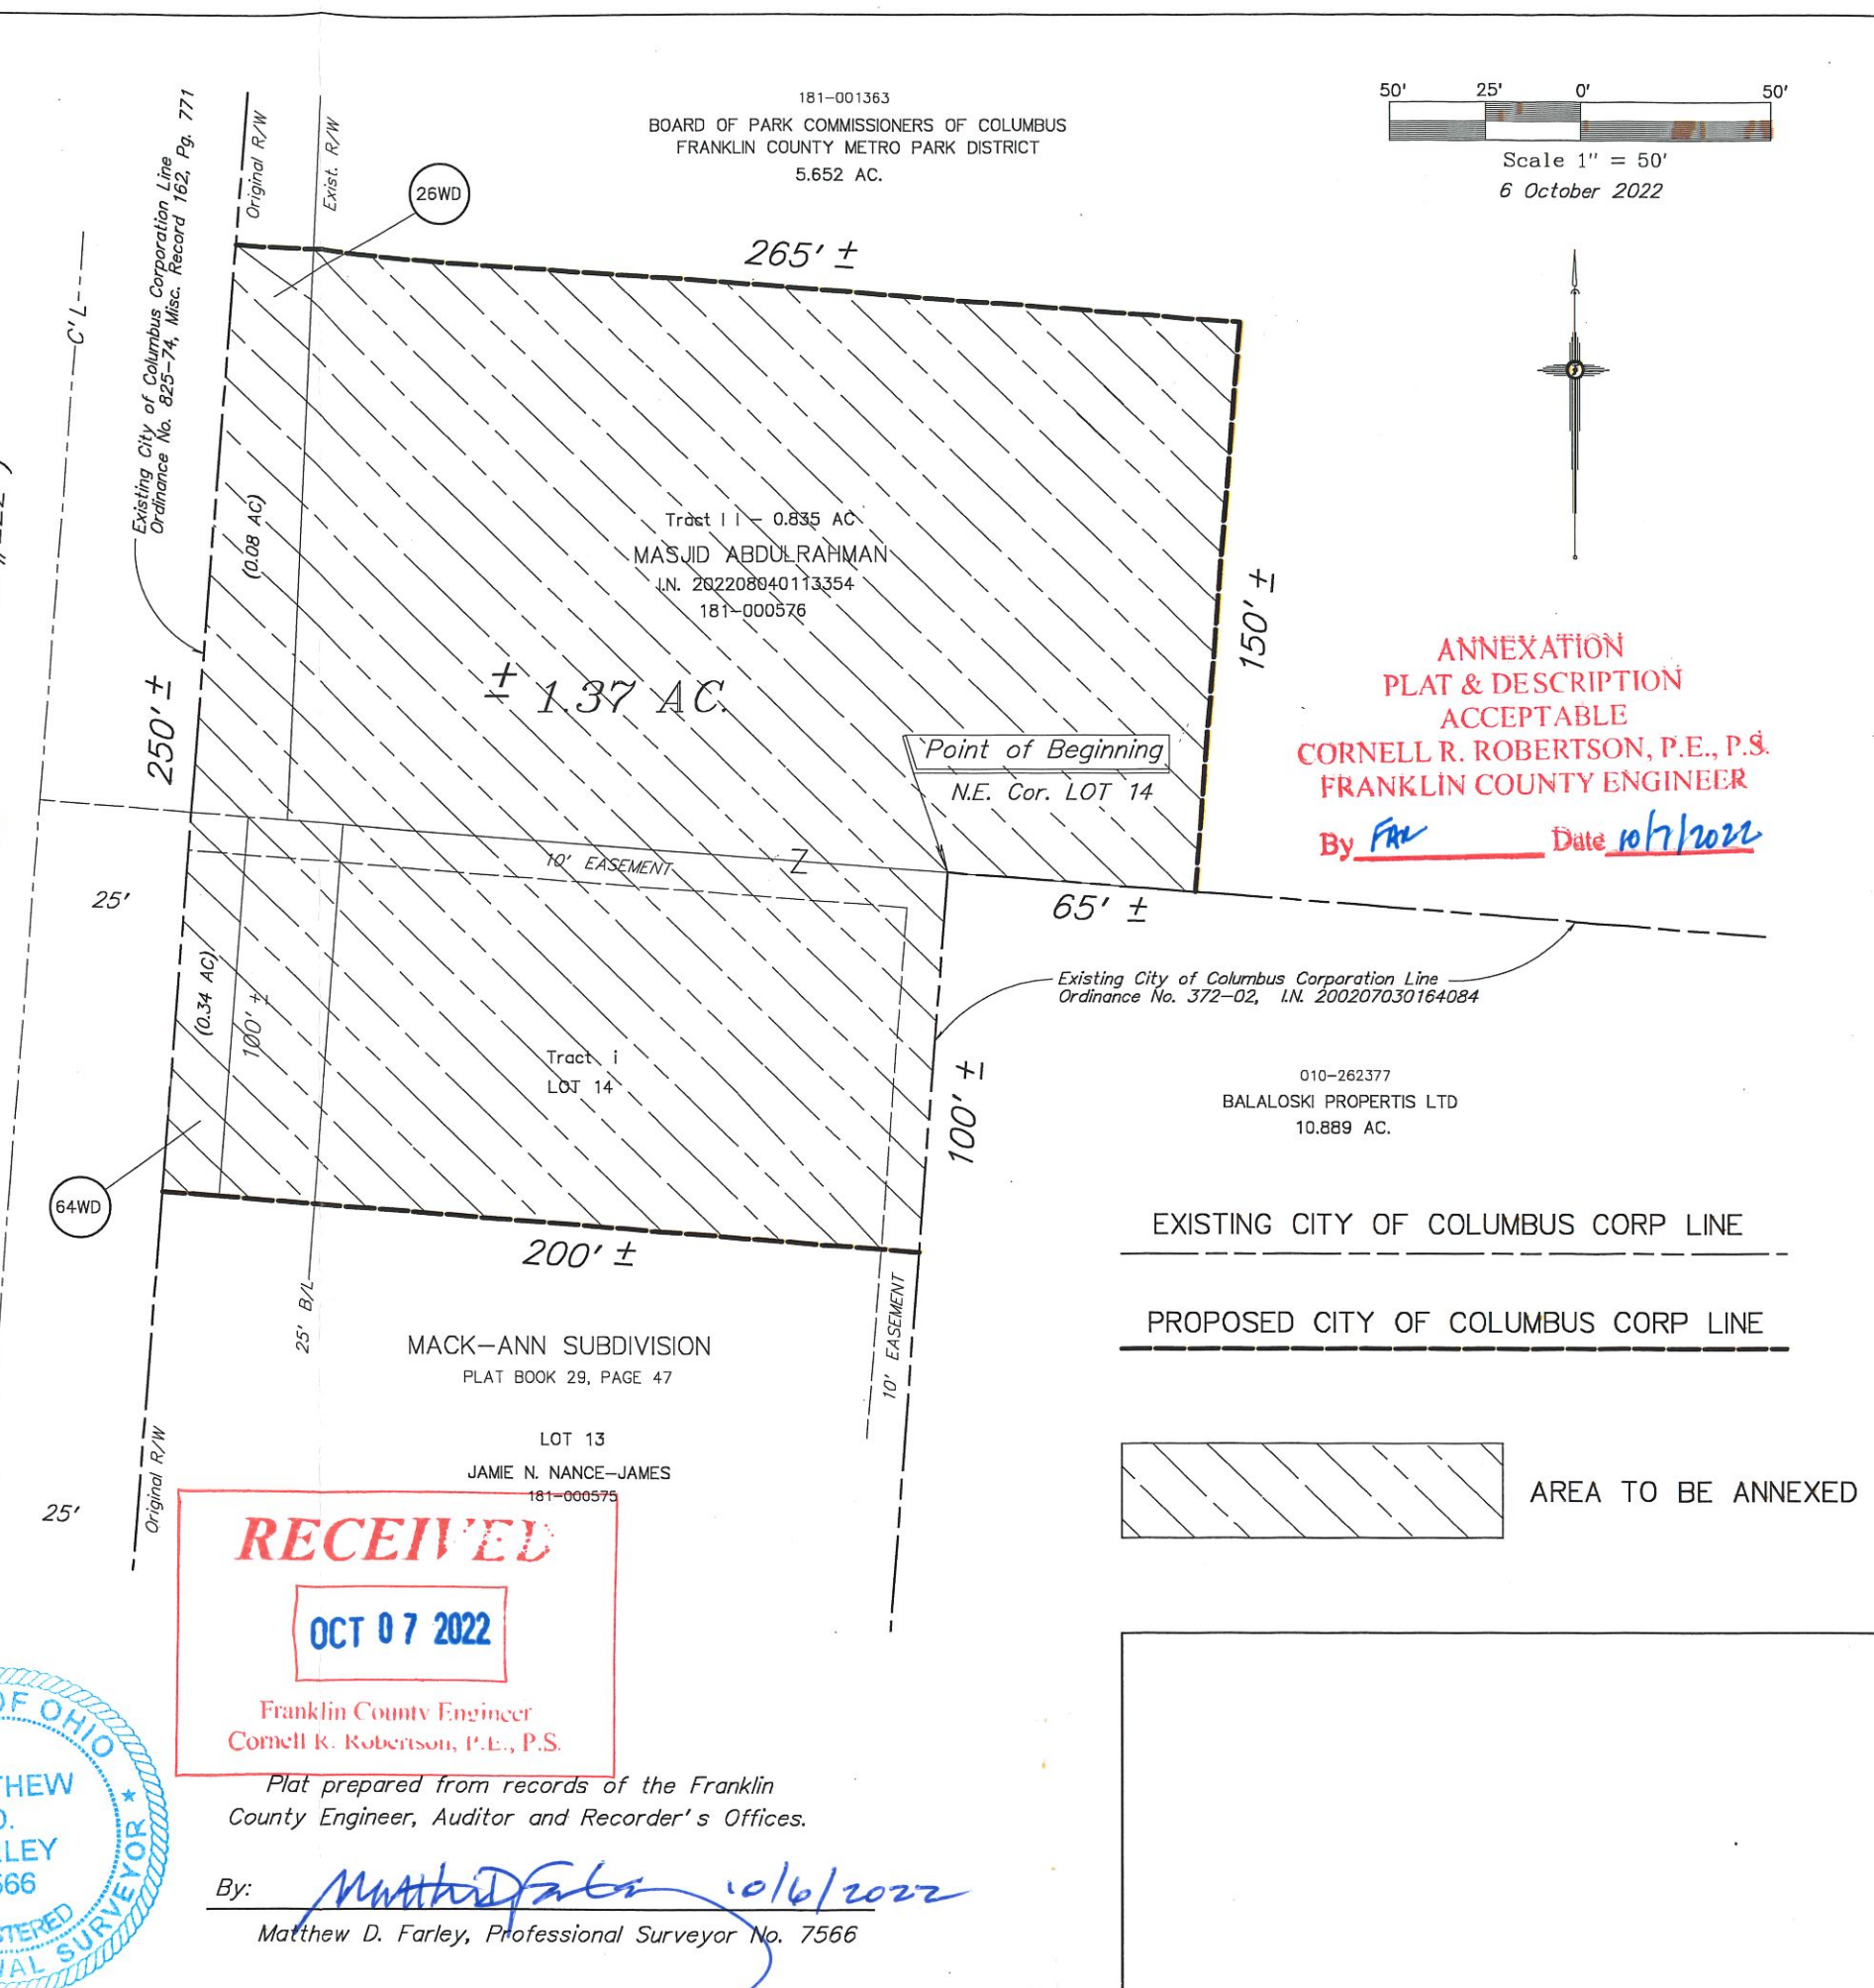 181-001363
BOARD OF PARK COMMISSIONERS OF COLUMBUS
FRANKLIN COUNTY METRO PARK DISTRICT
5.652 AC.
50' 25' 0' 50'
Scale 1" = 50'
6 October 2022
Existing City of Columbus Corporation Line
Ordinance No. 825-74, Misc. Record 162, Pg. 771
Original R/W
Exist. R/W
26WD
C'L
265' ±
Tract II - 0.835 AC
MASJID ABDULRAHMAN
I.N. 202208040113354
181-000576
(0.08 AC)
± 1.37 AC.
250' ±
150' ±
Point of Beginning
N.E. Cor. LOT 14
ANNEXATION
PLAT & DESCRIPTION
ACCEPTABLE
CORNELL R. ROBERTSON, P.E., P.S.
FRANKLIN COUNTY ENGINEER
By Date 10/7/2022
10' EASEMENT
Z
25'
65' ±
Existing City of Columbus Corporation Line
Ordinance No. 372-02, I.N. 200207030164084
(0.34 AC)
100' ±
Tract i
LOT 14
100' ±
010-262377
BALALOSKI PROPERTIS LTD
10.889 AC.
64WD
200' ±
EXISTING CITY OF COLUMBUS CORP LINE
PROPOSED CITY OF COLUMBUS CORP LINE
25' B/L
10' EASEMENT
MACK-ANN SUBDIVISION
PLAT BOOK 29, PAGE 47
LOT 13
JAMIE N. NANCE-JAMES
181-000575
Original R/W
25'
AREA TO BE ANNEXED
RECEIVED
OCT 07 2022
Franklin County Engineer
Cornell R. Robertson, P.E., P.S.
Plat prepared from records of the Franklin
County Engineer, Auditor and Recorder's Offices.
By: 10/6/2022
Matthew D. Farley, Professional Surveyor No. 7566
OF OHIO
SURVEYOR